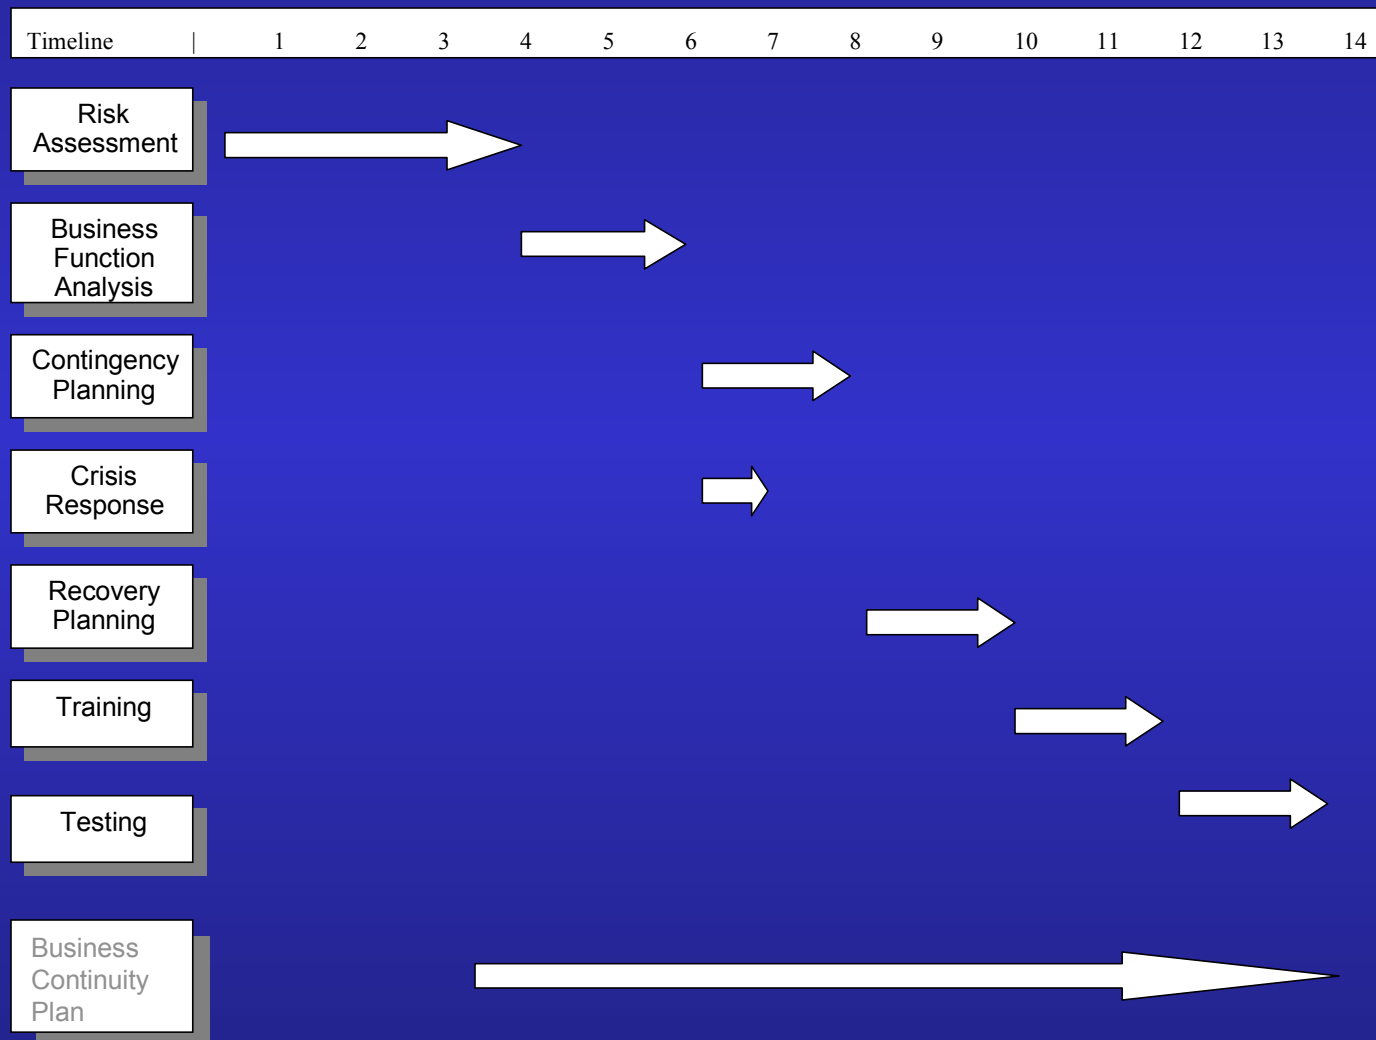 Timeline | 1 2 3 4 5 6 7 8 9 10 11 12 13 14
Risk
Assessment
Business
Function
Analysis
Contingency
Planning
Crisis
Response
Recovery
Planning
Training
Testing
Business
Continuity
Plan